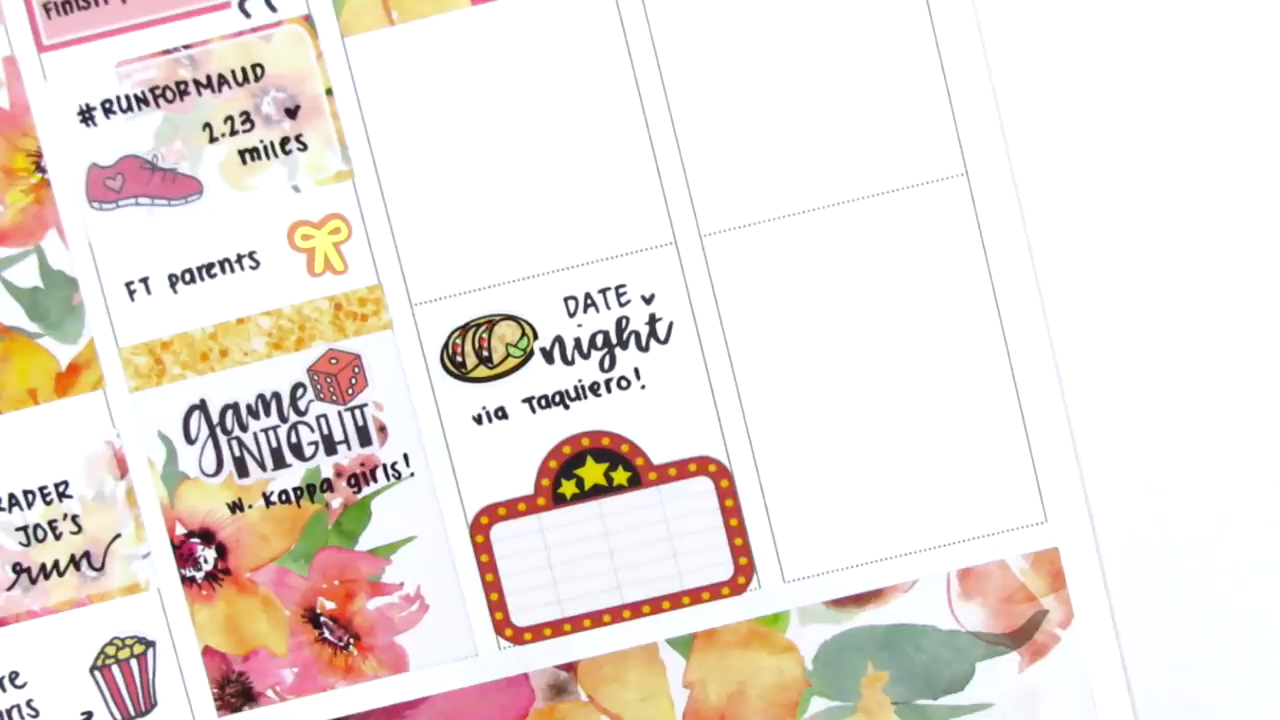 #RUNFORMAUD
2.23
miles
FT parents
game
NIGHT
w. kappa girls!
DATE
night
via Taquiero!
JOE'S
run